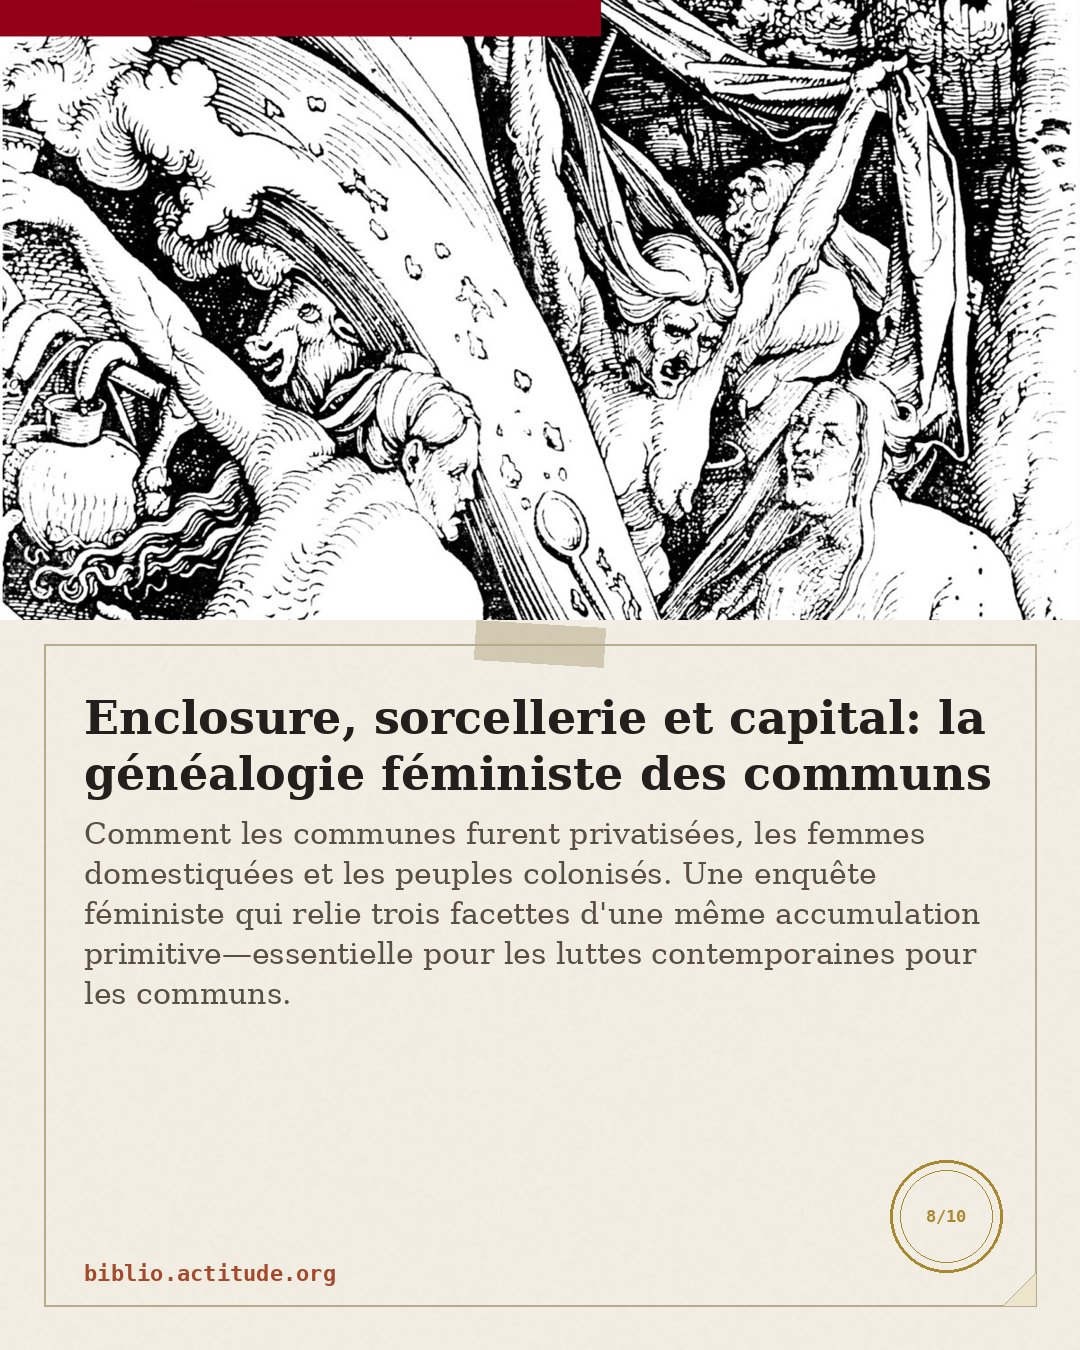 Enclosure, sorcellerie et capital: la
généalogie féministe des communs
Comment les communes furent privatisées, les femmes
domestiquées et les peuples colonisés. Une enquête
féministe qui relie trois facettes d'une même accumulation
primitive—essentielle pour les luttes contemporaines pour
les communs.
8/10
biblio.actitude.org